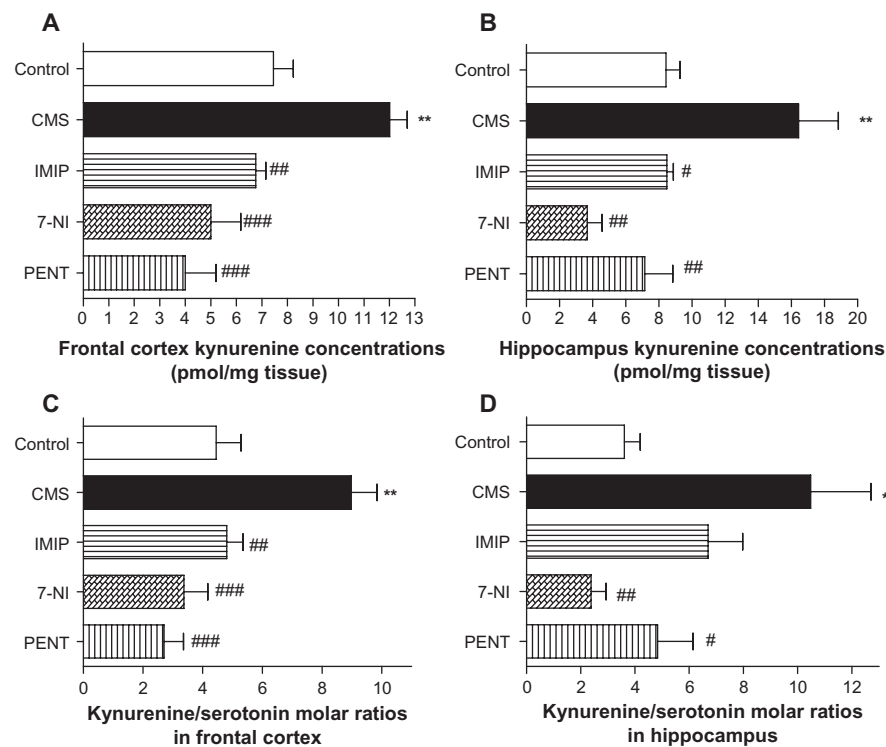 A
Control
CMS
**
IMIP
##
7-NI
###
PENT
###
0 1 2 3 4 5 6 7 8 9 10 11 12 13
Frontal cortex kynurenine concentrations
(pmol/mg tissue)
B
Control
CMS
**
IMIP
#
7-NI
##
PENT
##
0 2 4 6 8 10 12 14 16 18 20
Hippocampus kynurenine concentrations
(pmol/mg tissue)
C
Control
CMS
**
IMIP
##
7-NI
###
PENT
###
0 2 4 6 8 10
Kynurenine/serotonin molar ratios
in frontal cortex
D
Control
CMS
*
IMIP
7-NI
##
PENT
#
0 2 4 6 8 10 12
Kynurenine/serotonin molar ratios
in hippocampus